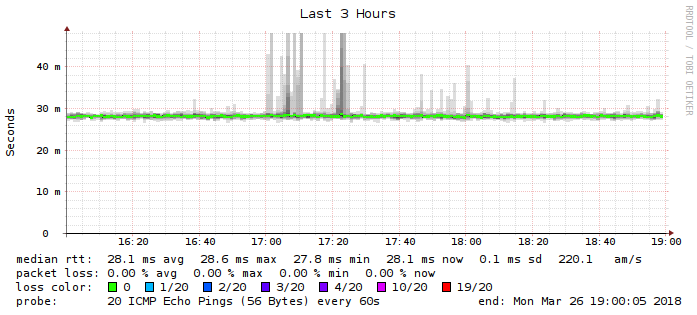 Last 3 Hours
RRDTOOL / TOBI OETIKER
Seconds
40 m
30 m
20 m
10 m
0
16:20 16:40 17:00 17:20 17:40 18:00 18:20 18:40 19:00
median rtt: 28.1 ms avg 28.6 ms max 27.8 ms min 28.1 ms now 0.1 ms sd 220.1 am/s
packet loss: 0.00 % avg 0.00 % max 0.00 % min 0.00 % now
loss color: 0 1/20 2/20 3/20 4/20 10/20 19/20
probe: 20 ICMP Echo Pings (56 Bytes) every 60s end: Mon Mar 26 19:00:05 2018